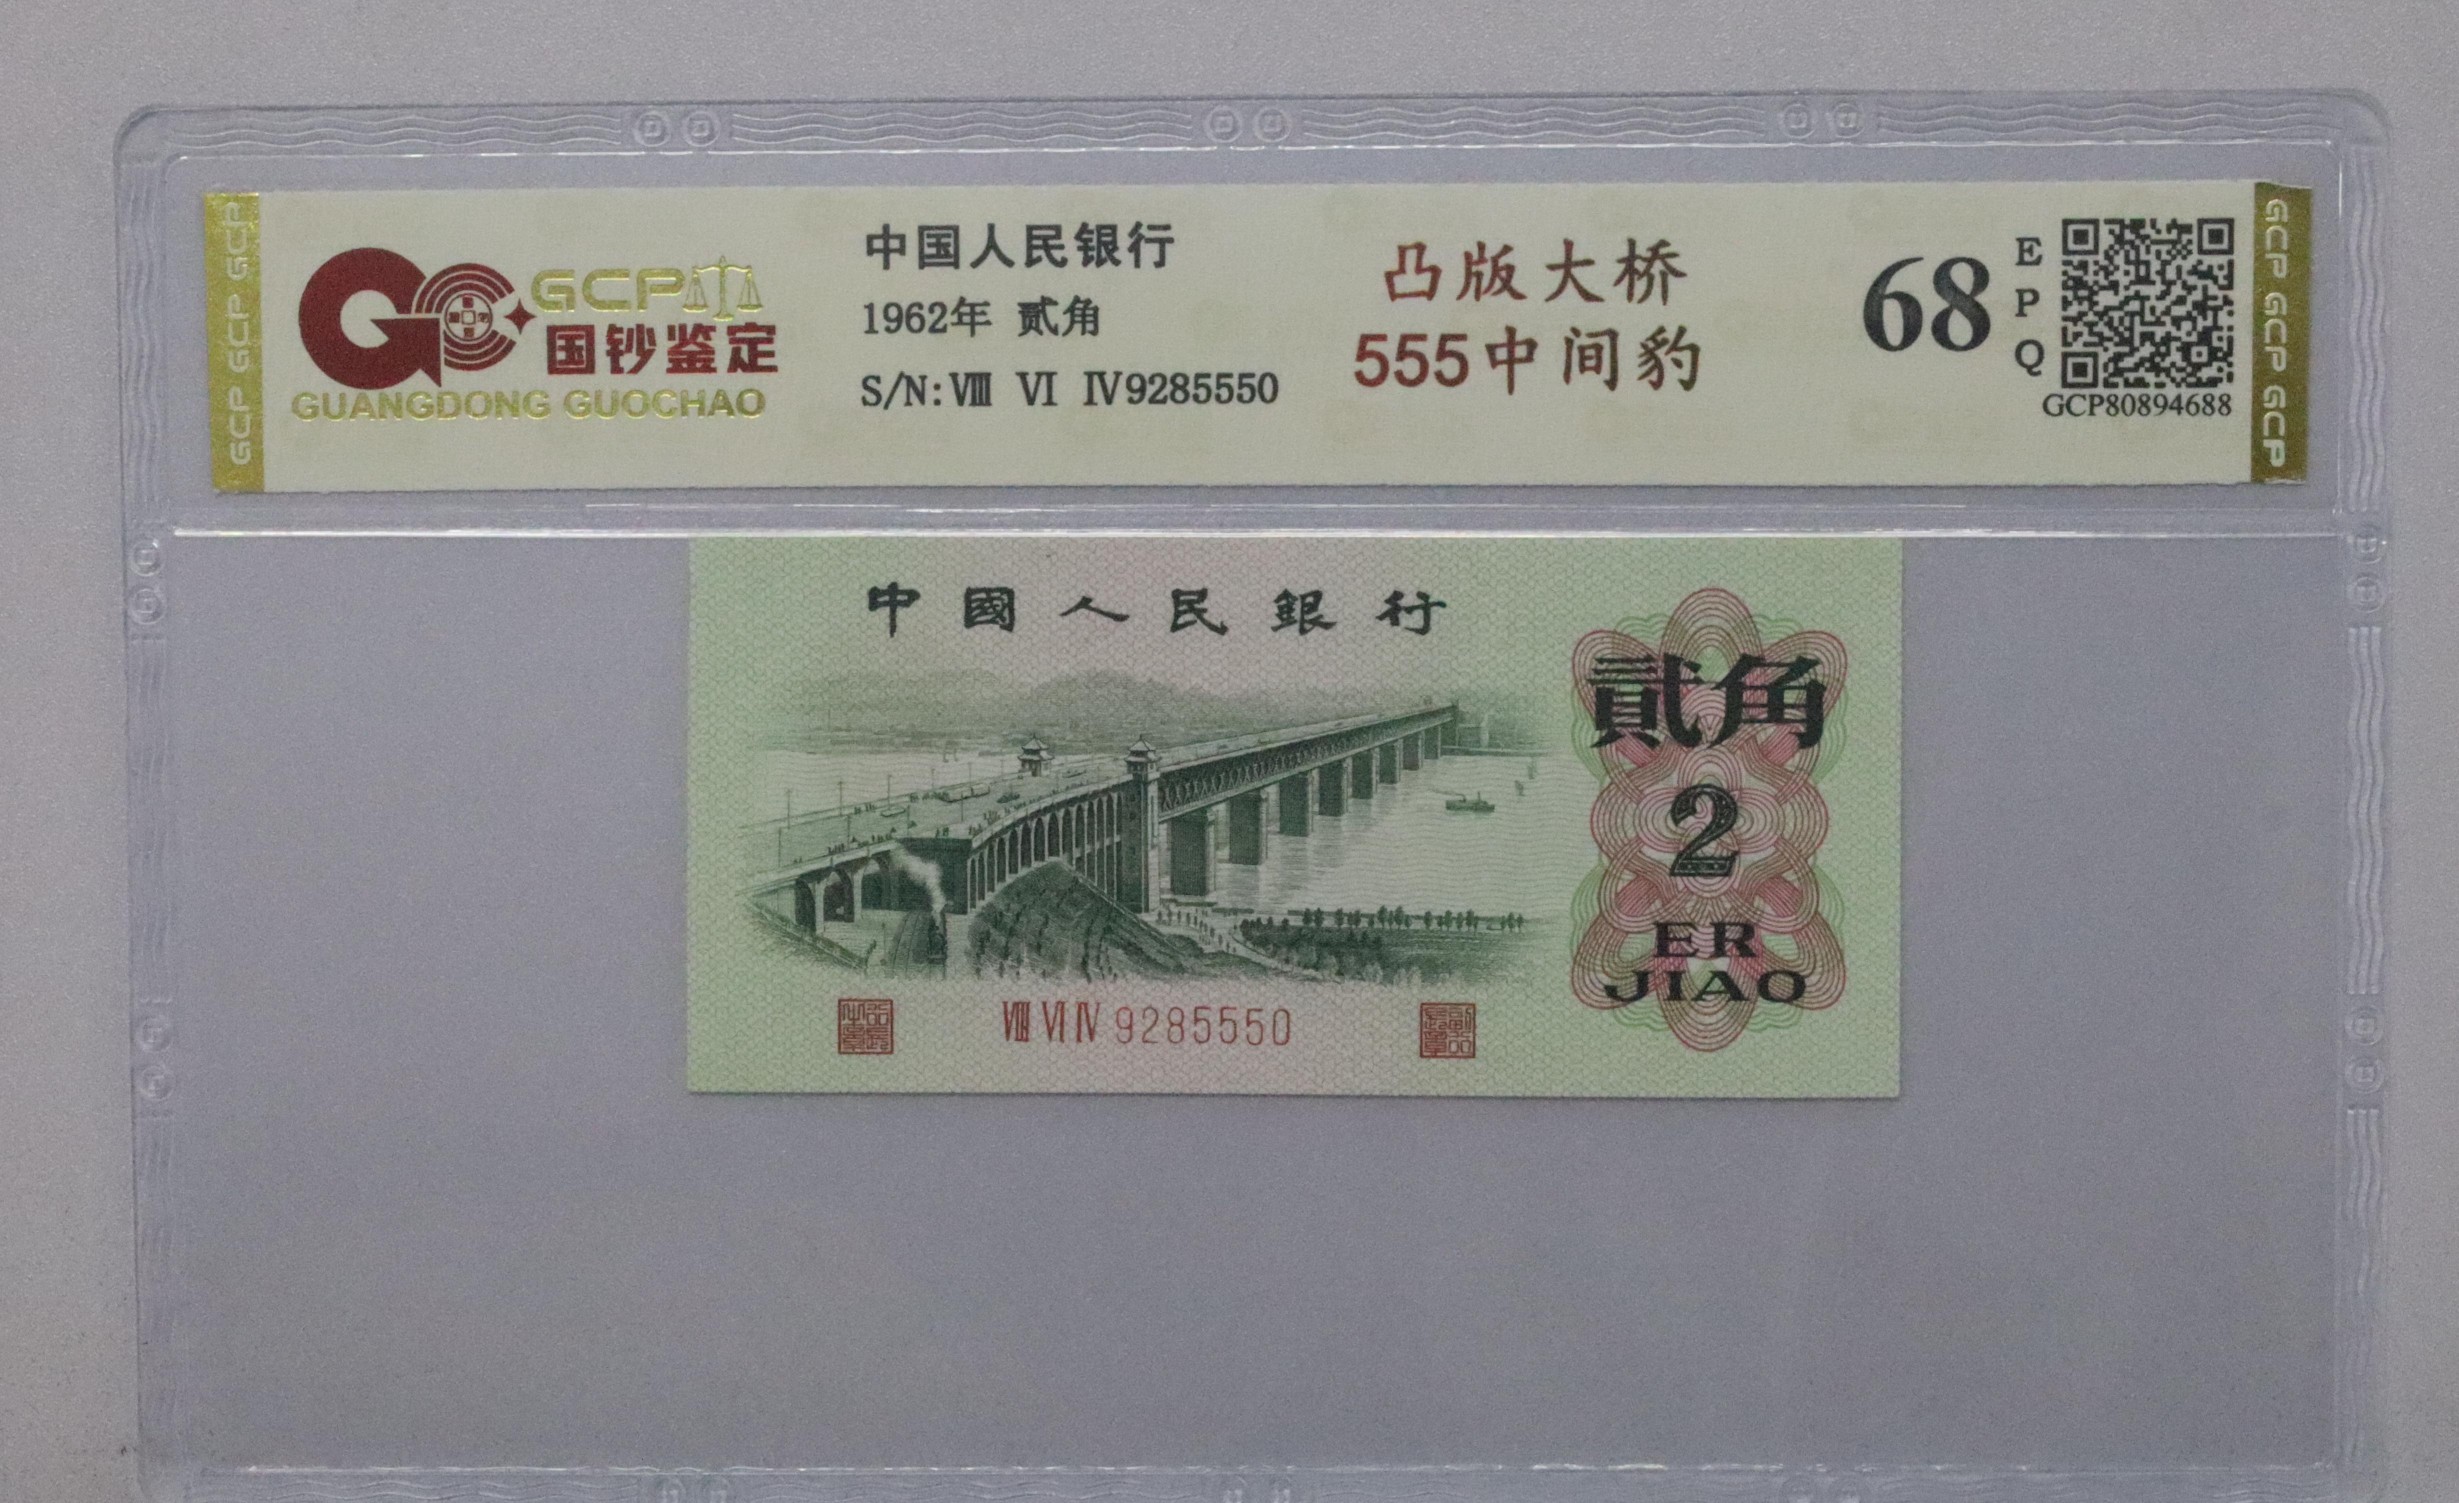 GCP GCP GCP GCP
GCP
国钞鉴定
GUANGDONG GUOCHAO
中国人民银行
1962年 贰角
S/N:Ⅷ Ⅵ Ⅳ9285550
凸版大桥
555中间豹
68
E
P
Q
GCP80894688
GCP GCP GCP
中國人民銀行
貳角
2
ER
JIAO
Ⅷ Ⅵ Ⅳ 9285550